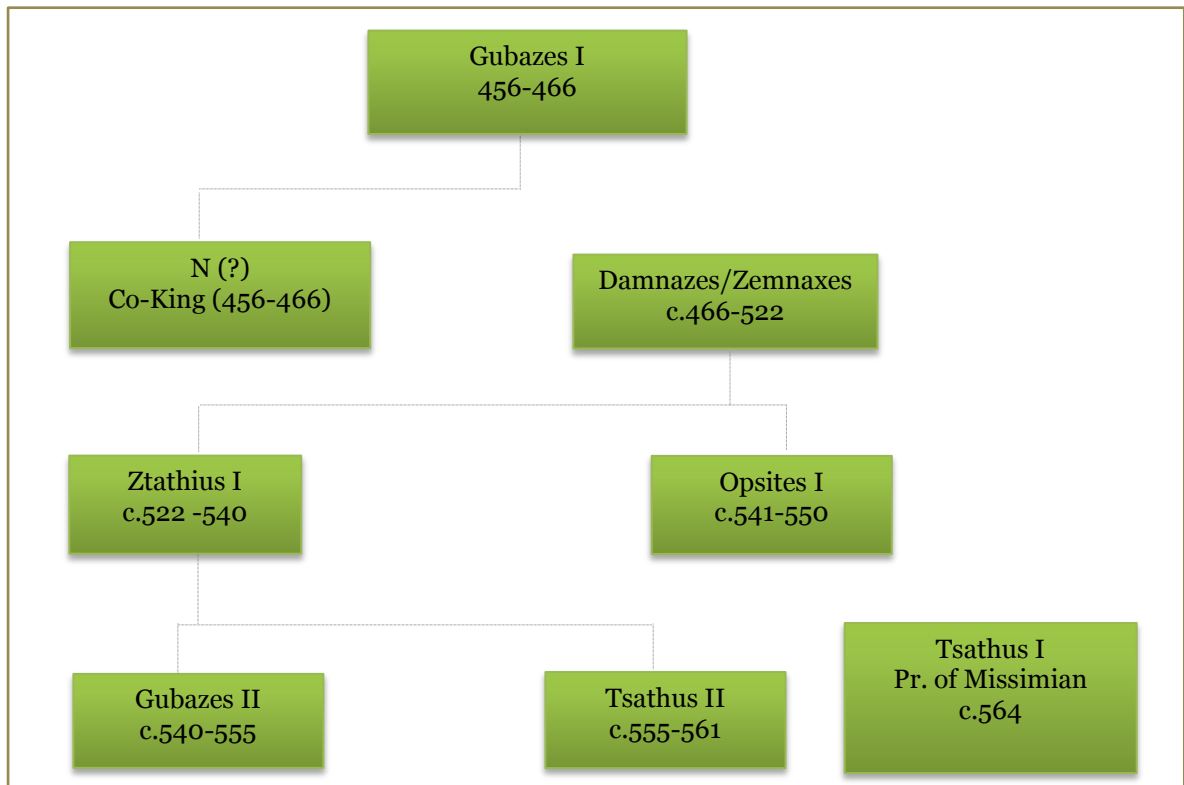 Gubazes I
456-466
N (?)
Co-King (456-466)
Damnazes/Zemnaxes
c.466-522
Ztathius I
c.522 -540
Opsites I
c.541-550
Gubazes II
c.540-555
Tsathus II
c.555-561
Tsathus I
Pr. of Missimian
c.564